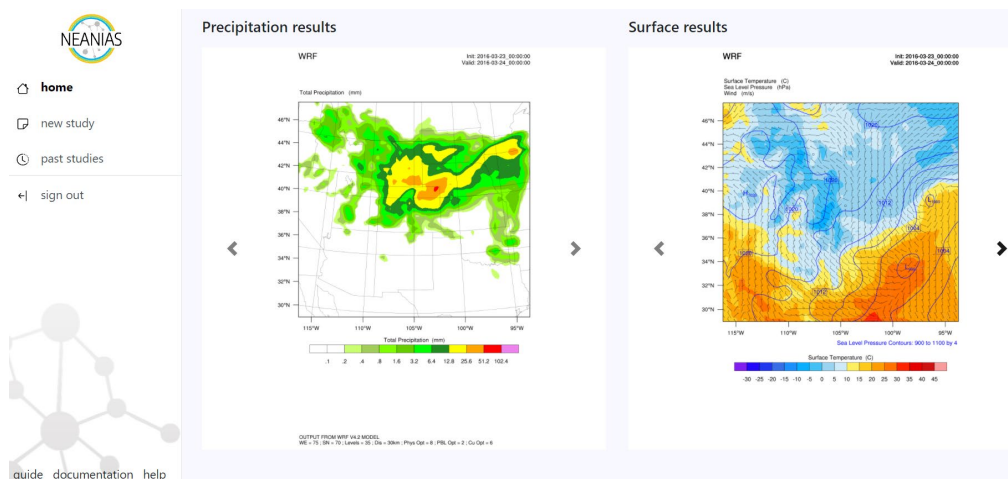 NEANIAS
home
new study
past studies
sign out
guide documentation help
Precipitation results
WRF
Init: 2016-03-23_00:00:00
Valid: 2016-03-24_00:00:00
Total Precipitation (mm)
46°N
44°N
42°N
40°N
38°N
36°N
34°N
32°N
30°N
115°W 110°W 105°W 100°W 95°W
Total Precipitation (mm)
.1 .2 .4 .8 1.6 3.2 6.4 12.8 25.6 51.2 102.4
OUTPUT FROM WRF V4.2 MODEL
WE = 75 ; SN = 70 ; Levels = 35 ; Dis = 30km ; Phys Opt = 8 ; PBL Opt = 2 ; Cu Opt = 6
Surface results
WRF
Init: 2016-03-23_00:00:00
Valid: 2016-03-24_00:00:00
Surface Temperature (C)
Sea Level Pressure (hPa)
Wind (m/s)
46°N
44°N
42°N
40°N
38°N
36°N
34°N
32°N
30°N
1012
1004
1012
115°W 110°W 105°W 100°W 95°W
Sea Level Pressure Contours: 900 to 1100 by 4
Surface Temperature (C)
-30 -25 -20 -15 -10 -5 0 5 10 15 20 25 30 35 40 45